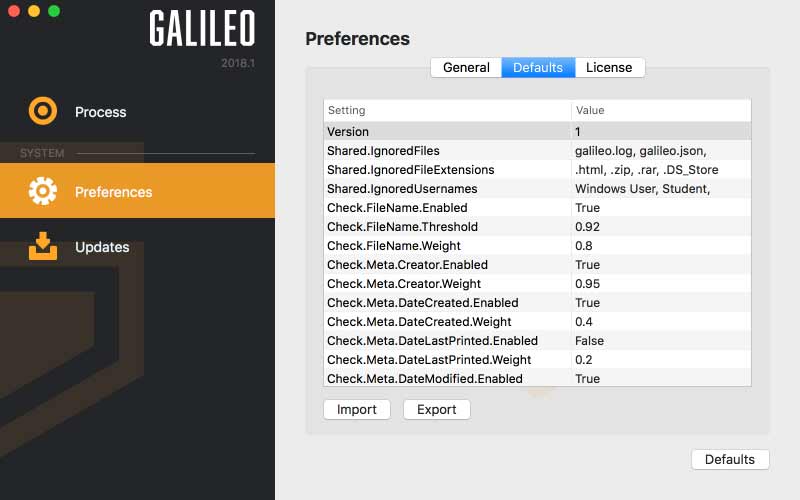 GALILEO
2018.1
Process
SYSTEM
Preferences
Updates
Preferences
General Defaults License
Setting Value
Version 1
Shared.IgnoredFiles galileo.log, galileo.json,
Shared.IgnoredFileExtensions .html, .zip, .rar, .DS_Store
Shared.IgnoredUsernames Windows User, Student,
Check.FileName.Enabled True
Check.FileName.Threshold 0.92
Check.FileName.Weight 0.8
Check.Meta.Creator.Enabled True
Check.Meta.Creator.Weight 0.95
Check.Meta.DateCreated.Enabled True
Check.Meta.DateCreated.Weight 0.4
Check.Meta.DateLastPrinted.Enabled False
Check.Meta.DateLastPrinted.Weight 0.2
Check.Meta.DateModified.Enabled True
Import Export
Defaults